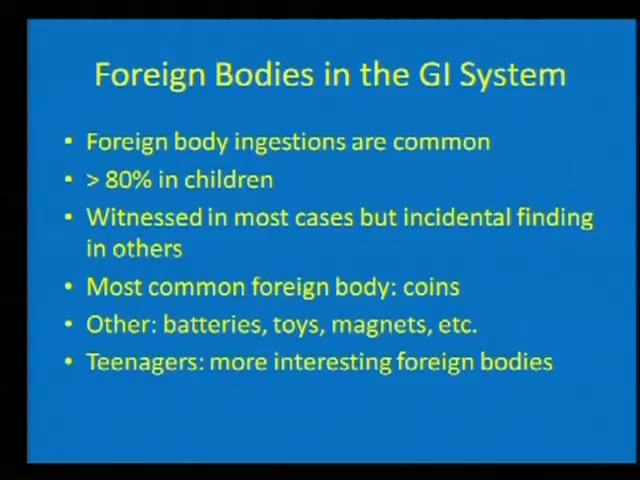 Foreign Bodies in the GI System
• Foreign body ingestions are common
• > 80% in children
• Witnessed in most cases but incidental finding
in others
• Most common foreign body: coins
• Other: batteries, toys, magnets, etc.
• Teenagers: more interesting foreign bodies